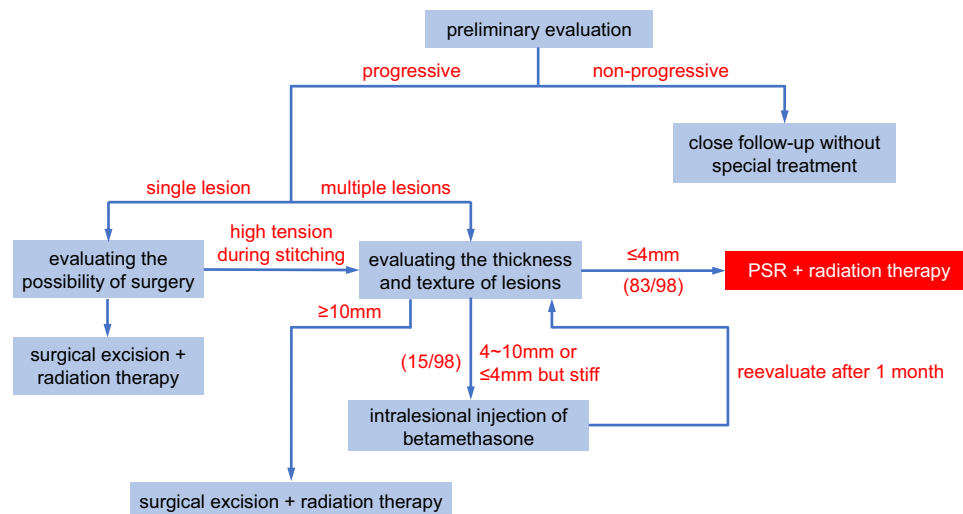 preliminary evaluation
progressive
non-progressive
close follow-up without
special treatment
single lesion
multiple lesions
evaluating the
possibility of surgery
high tension
during stitching
evaluating the thickness
and texture of lesions
≤4mm
(83/98)
PSR + radiation therapy
surgical excision +
radiation therapy
≥10mm
(15/98)
4~10mm or
≤4mm but stiff
reevaluate after 1 month
intralesional injection of
betamethasone
surgical excision + radiation therapy